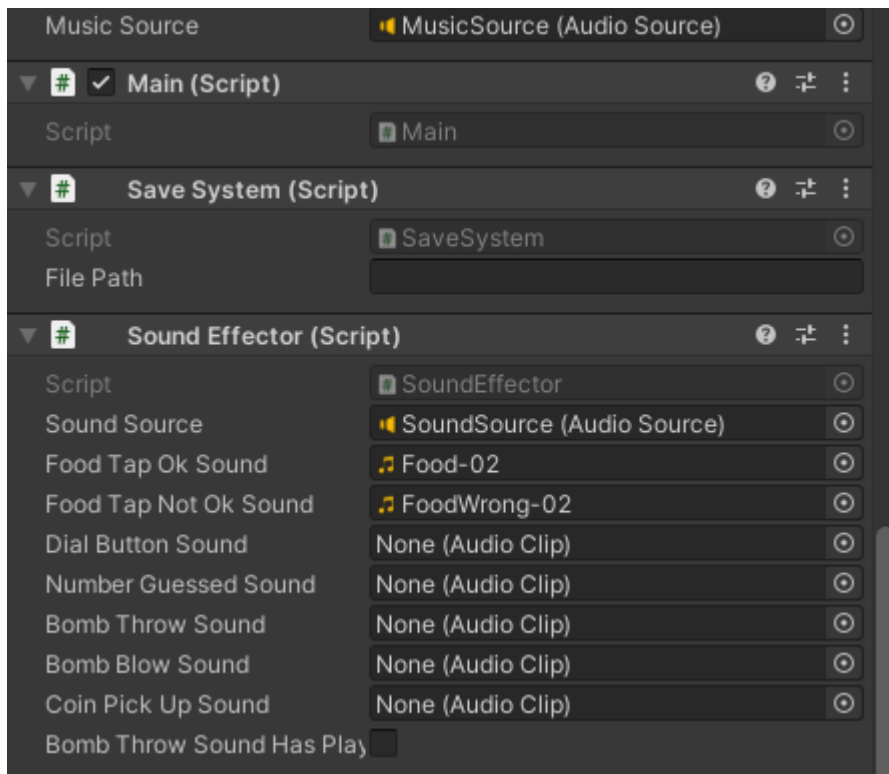 Music Source MusicSource (Audio Source)
# Main (Script)
Script # Main
# Save System (Script)
Script # SaveSystem
File Path
# Sound Effector (Script)
Script # SoundEffector
Sound Source SoundSource (Audio Source)
Food Tap Ok Sound Food-02
Food Tap Not Ok Sound FoodWrong-02
Dial Button Sound None (Audio Clip)
Number Guessed Sound None (Audio Clip)
Bomb Throw Sound None (Audio Clip)
Bomb Blow Sound None (Audio Clip)
Coin Pick Up Sound None (Audio Clip)
Bomb Throw Sound Has Play